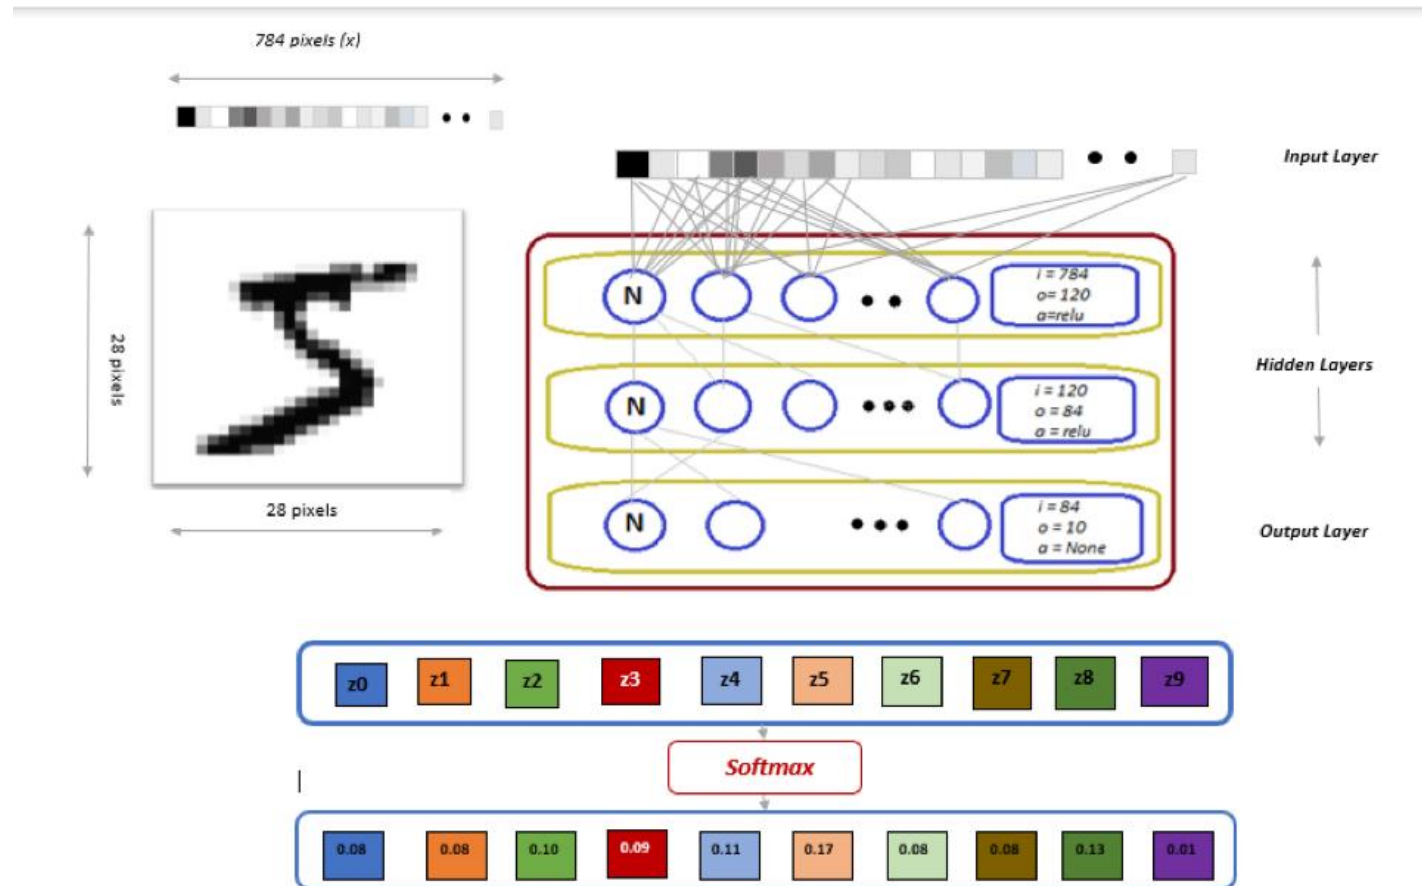 784 pixels (x)
Input Layer
28 pixels
28 pixels
N
i = 784
o= 120
a=relu
Hidden Layers
N
i = 120
o = 84
a = relu
N
i = 84
o = 10
a = None
Output Layer
z0 z1 z2 z3 z4 z5 z6 z7 z8 z9
Softmax
0.08 0.08 0.10 0.09 0.11 0.17 0.08 0.08 0.13 0.01